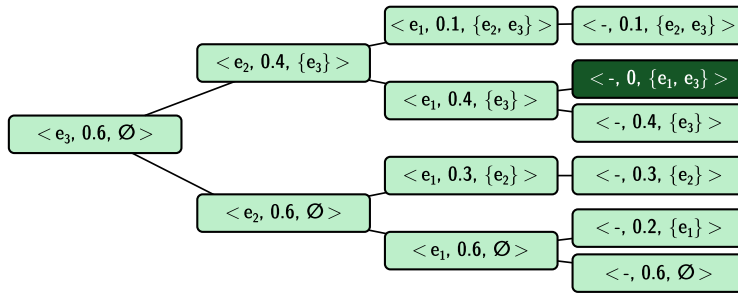 < e₁, 0.1, {e₂, e₃} >
< -, 0.1, {e₂, e₃} >
< e₂, 0.4, {e₃} >
< -, 0, {e₁, e₃} >
< e₁, 0.4, {e₃} >
< -, 0.4, {e₃} >
< e₃, 0.6, Ø >
< e₁, 0.3, {e₂} >
< -, 0.3, {e₂} >
< e₂, 0.6, Ø >
< -, 0.2, {e₁} >
< e₁, 0.6, Ø >
< -, 0.6, Ø >